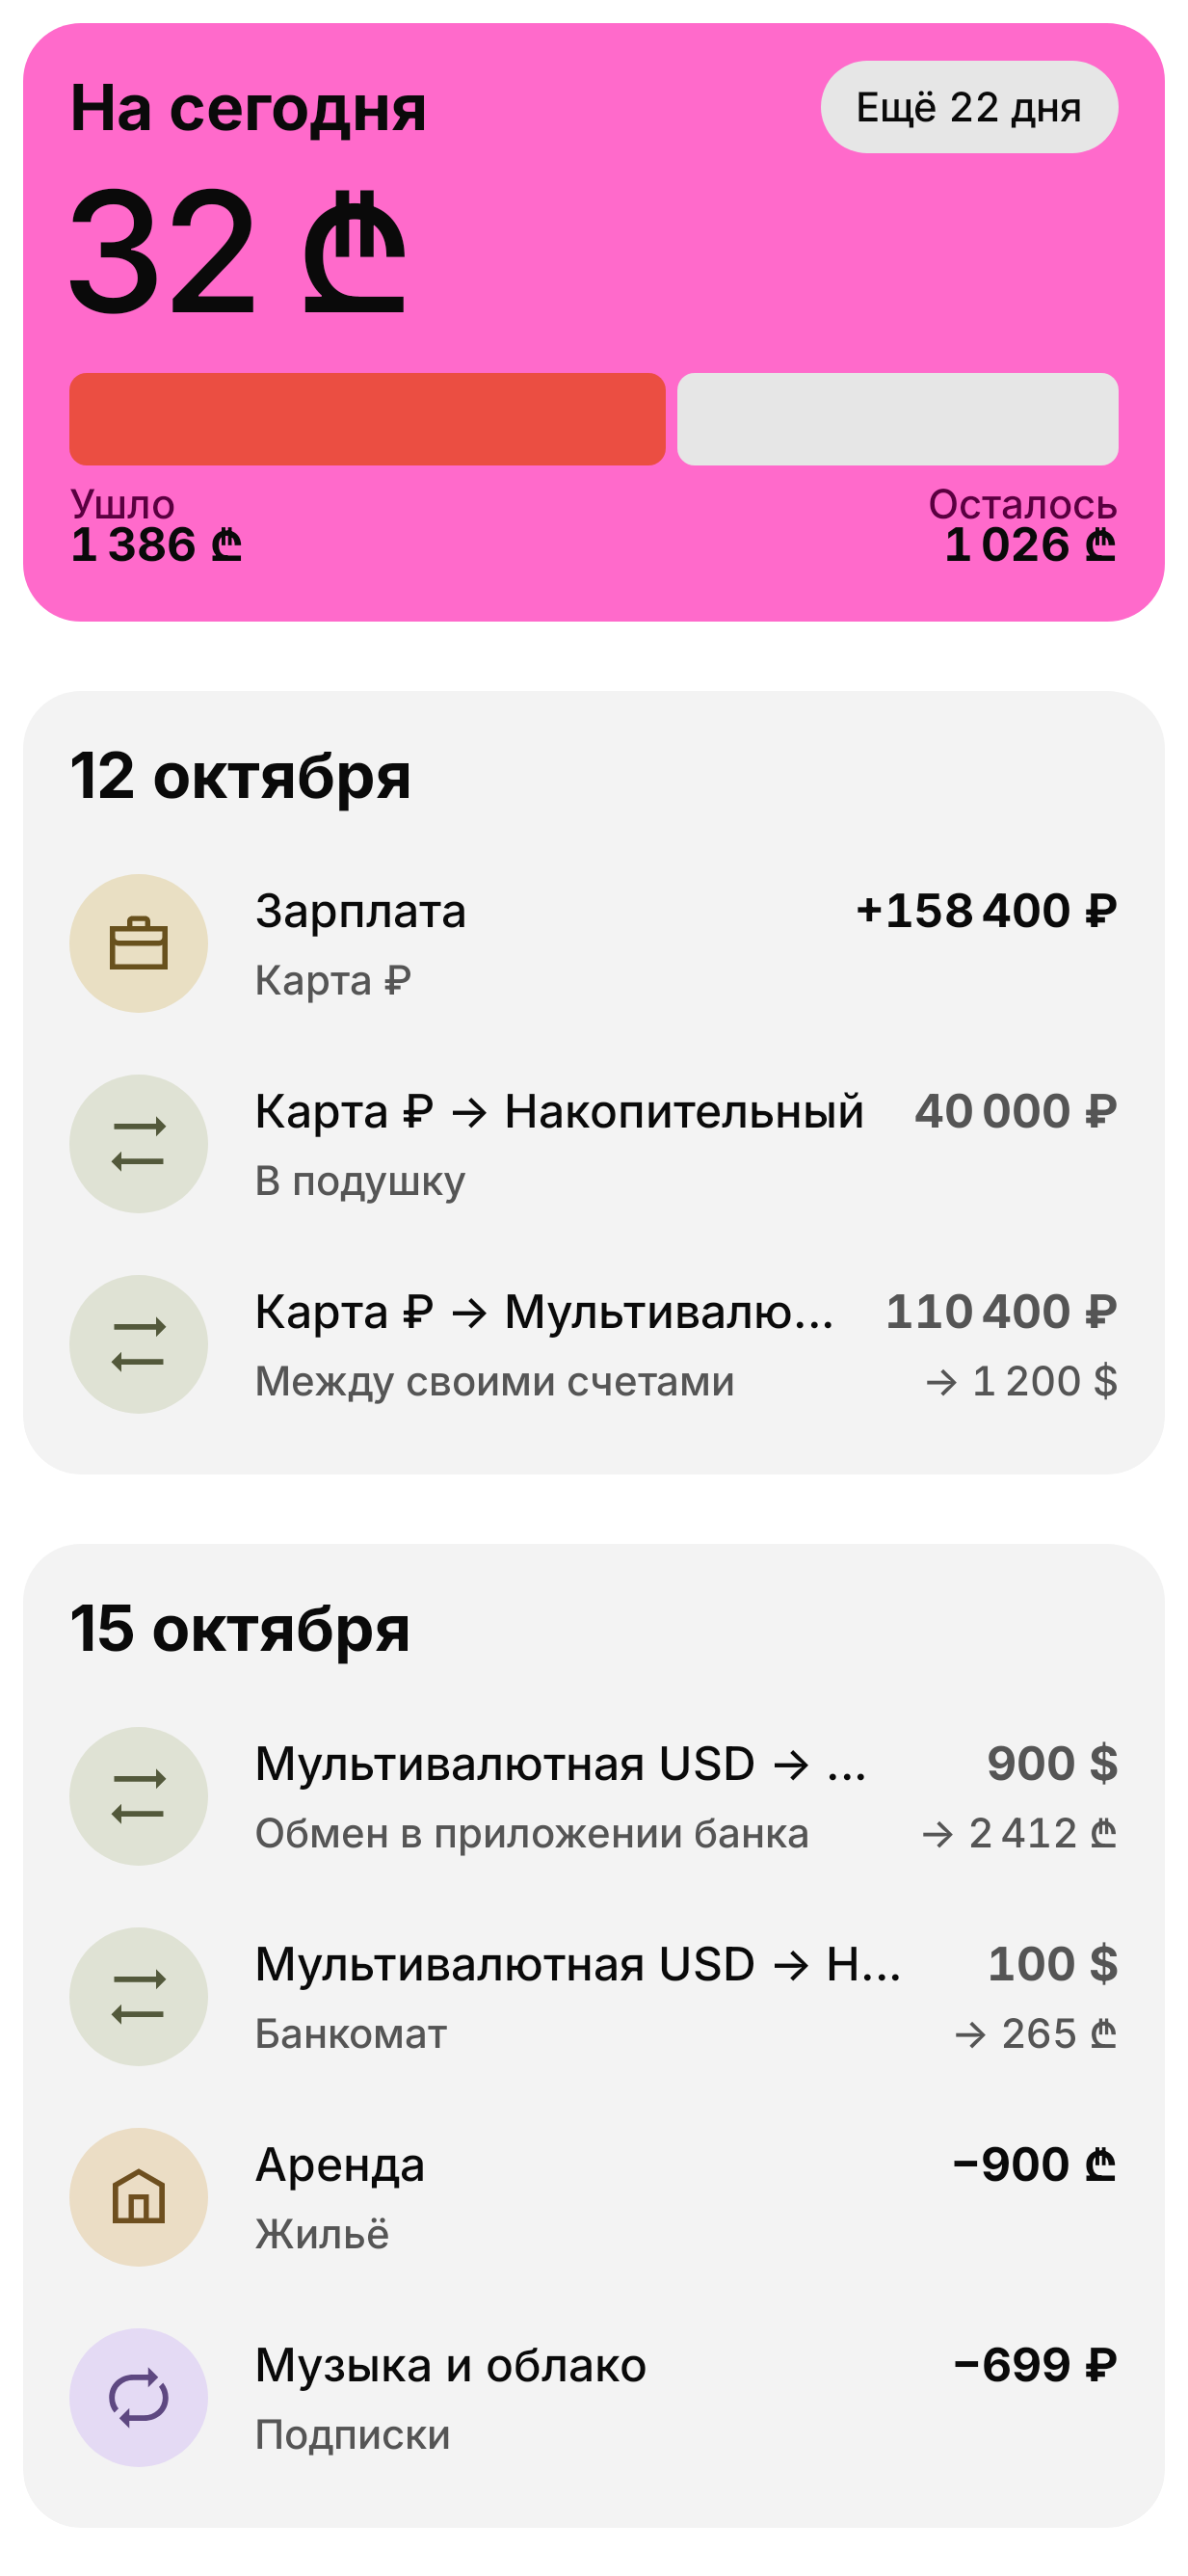 На сегодня
Ещё 22 дня
32 ₾
Ушло
Осталось
1 386 ₾
1 026 ₾
12 октября
Зарплата
+158 400 ₽
Карта ₽
Карта ₽ → Накопительный
40 000 ₽
В подушку
Карта ₽ → Мультивалю...
110 400 ₽
Между своими счетами
→ 1 200 $
15 октября
Мультивалютная USD → ...
900 $
Обмен в приложении банка
→ 2 412 ₾
Мультивалютная USD → Н...
100 $
Банкомат
→ 265 ₾
Аренда
−900 ₾
Жильё
Музыка и облако
−699 ₽
Подписки